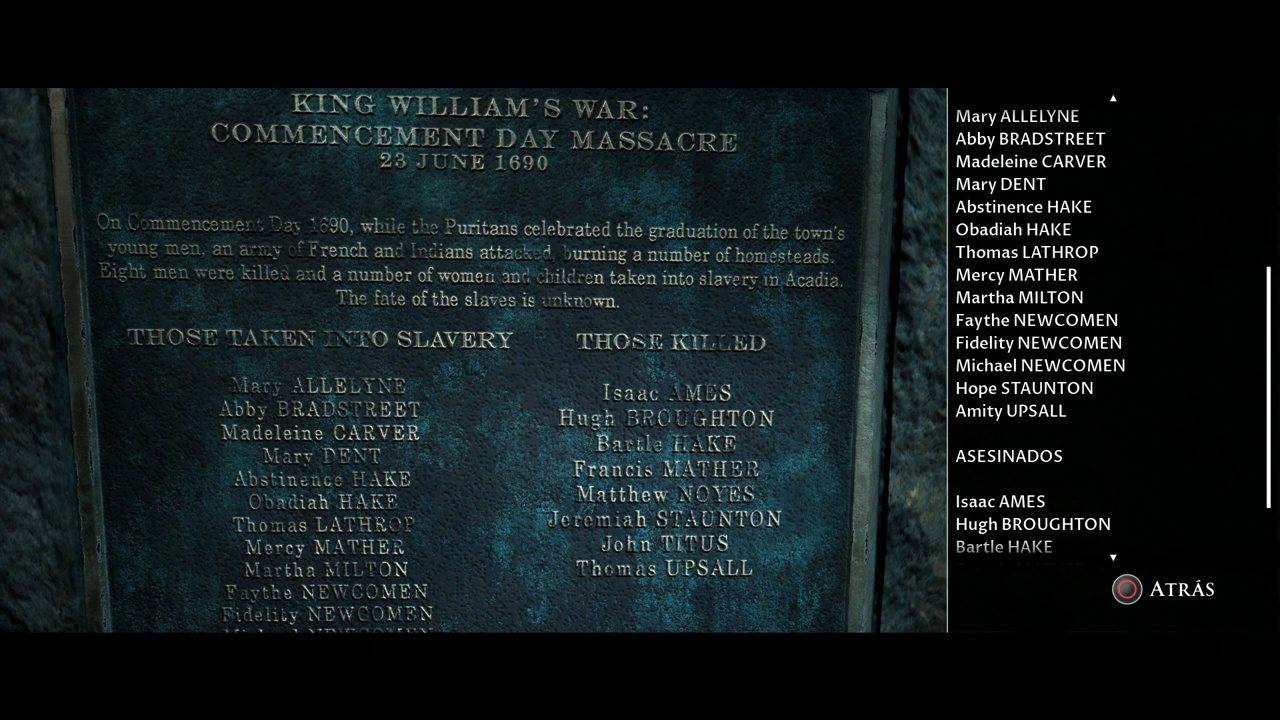 KING WILLIAM'S WAR:
COMMENCEMENT DAY MASSACRE
23 JUNE 1690
On Commencement Day 1690, while the Puritans celebrated the graduation of the town's
young men, an army of French and Indians attacked, burning a number of homesteads.
Eight men were killed and a number of women and children taken into slavery in Acadia.
The fate of the slaves is unknown.
THOSE TAKEN INTO SLAVERY
Mary ALLELYNE
Abby BRADSTREET
Madeleine CARVER
Mary DENT
Abstinence HAKE
Obadiah HAKE
Thomas LATHROP
Mercy MATHER
Martha MILTON
Faythe NEWCOMEN
Fidelity NEWCOMEN
THOSE KILLED
Isaac AMES
Hugh BROUGHTON
Bartle HAKE
Francis MATHER
Matthew NOYES
Jeremiah STAUNTON
John TITUS
Thomas UPSALL
Mary ALLELYNE
Abby BRADSTREET
Madeleine CARVER
Mary DENT
Abstinence HAKE
Obadiah HAKE
Thomas LATHROP
Mercy MATHER
Martha MILTON
Faythe NEWCOMEN
Fidelity NEWCOMEN
Michael NEWCOMEN
Hope STAUNTON
Amity UPSALL
ASESINADOS
Isaac AMES
Hugh BROUGHTON
Bartle HAKE
ATRÁS